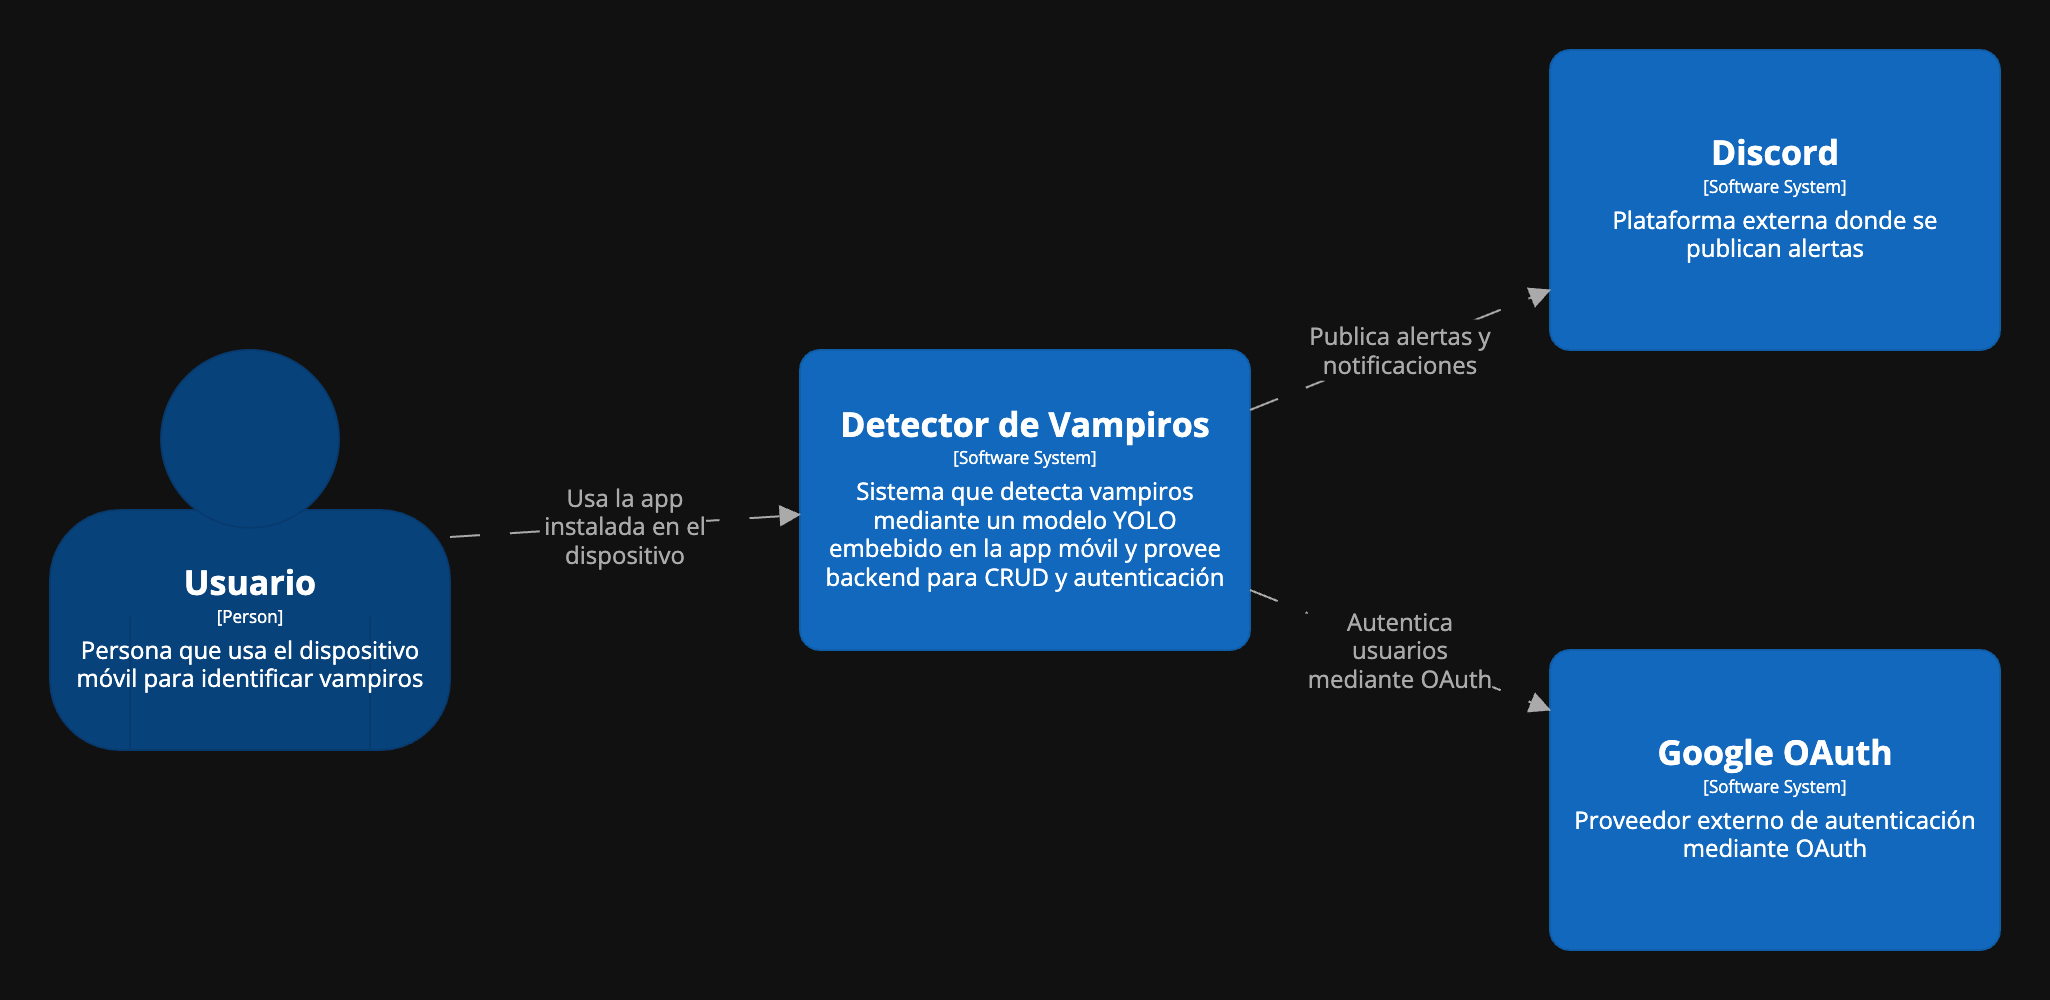 Usuario
[Person]
Persona que usa el dispositivo
móvil para identificar vampiros
Usa la app
instalada en el
dispositivo
Detector de Vampiros
[Software System]
Sistema que detecta vampiros
mediante un modelo YOLO
embebido en la app móvil y provee
backend para CRUD y autenticación
Publica alertas y
notificaciones
Discord
[Software System]
Plataforma externa donde se
publican alertas
Autentica
usuarios
mediante OAuth
Google OAuth
[Software System]
Proveedor externo de autenticación
mediante OAuth